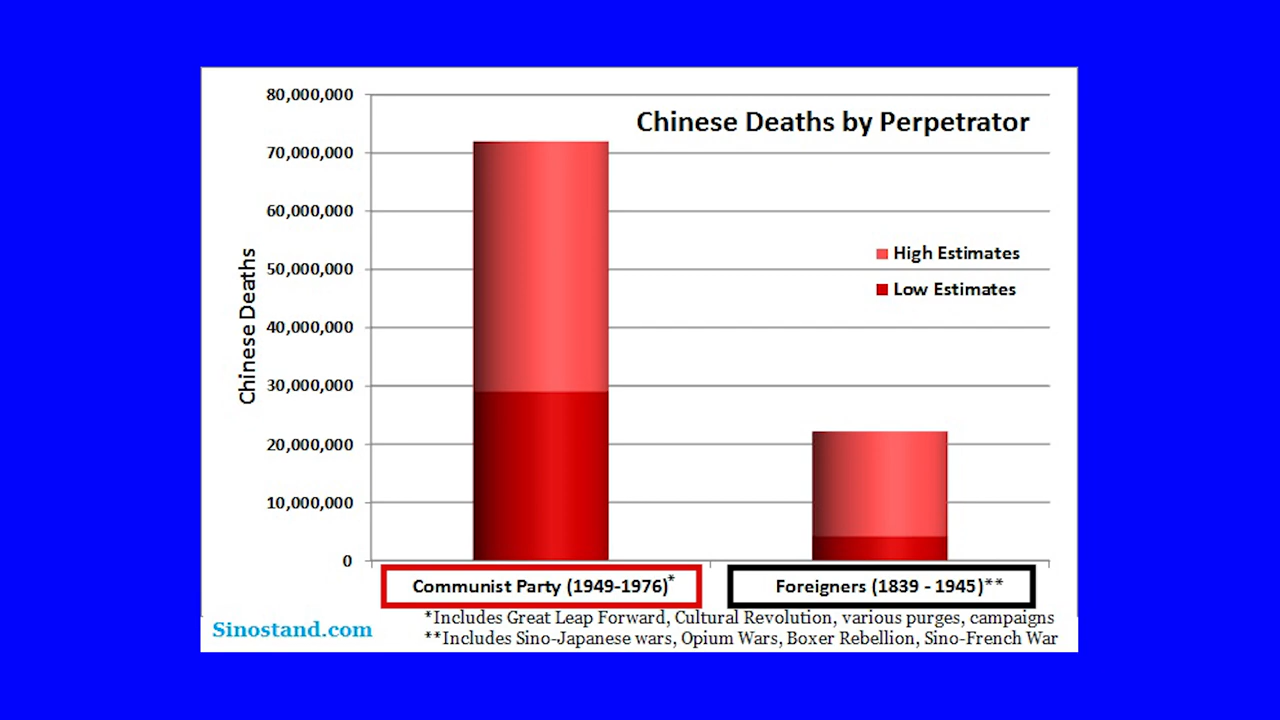 Chinese Deaths by Perpetrator
Chinese Deaths
80,000,000
70,000,000
60,000,000
50,000,000
40,000,000
30,000,000
20,000,000
10,000,000
0
High Estimates
Low Estimates
Communist Party (1949-1976)*
Foreigners (1839 - 1945)**
*Includes Great Leap Forward, Cultural Revolution, various purges, campaigns
**Includes Sino-Japanese wars, Opium Wars, Boxer Rebellion, Sino-French War
Sinostand.com